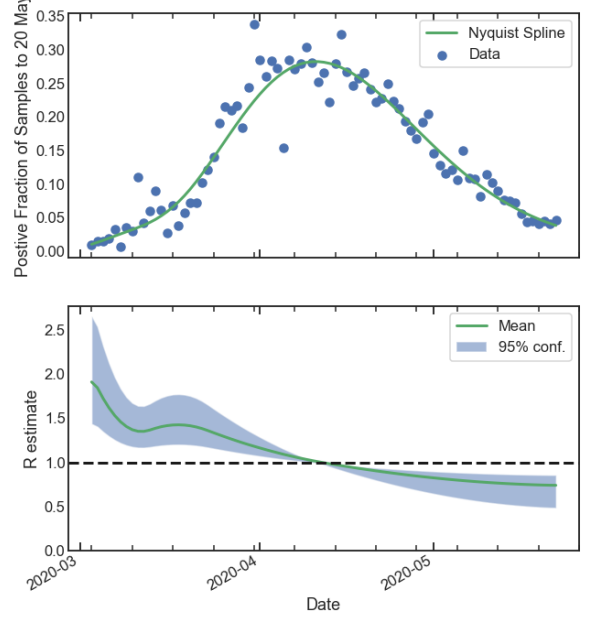 Postive Fraction of Samples to 20 May
0.35
0.30
0.25
0.20
0.15
0.10
0.05
0.00
Nyquist Spline
Data
R estimate
2.5
2.0
1.5
1.0
0.5
0.0
Mean
95% conf.
2020-03
2020-04
2020-05
Date